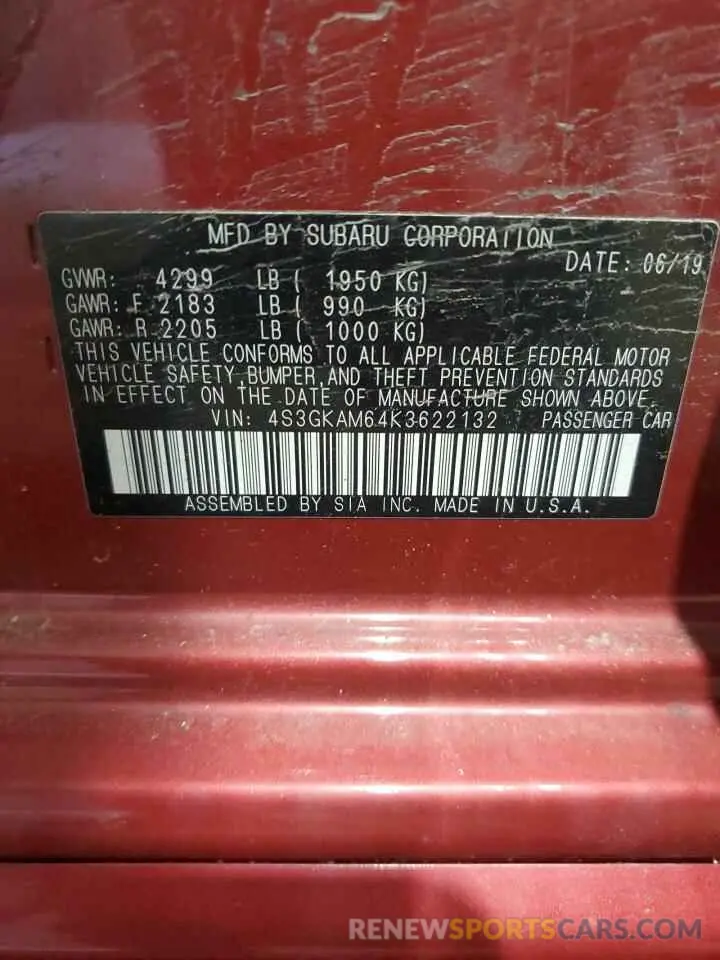 MFD BY SUBARU CORPORATION
DATE: 06/19
GVWR: 4299 LB ( 1950 KG)
GAWR: F 2183 LB ( 990 KG)
GAWR: R 2205 LB ( 1000 KG)
THIS VEHICLE CONFORMS TO ALL APPLICABLE FEDERAL MOTOR
VEHICLE SAFETY, BUMPER, AND THEFT PREVENTION STANDARDS
IN EFFECT ON THE DATE OF MANUFACTURE SHOWN ABOVE.
VIN: 4S3GKAM64K3622132 PASSENGER CAR
ASSEMBLED BY SIA INC. MADE IN U.S.A.
RENEWSPORTSCARS.COM